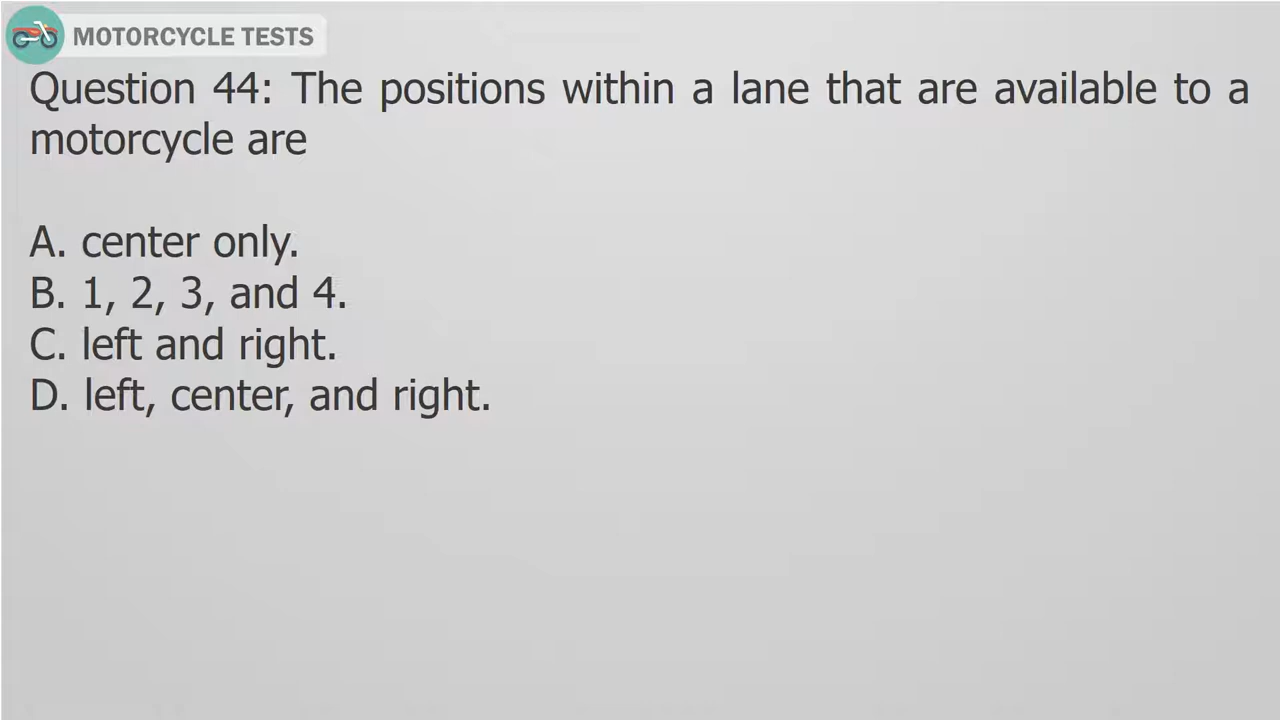 MOTORCYCLE TESTS
Question 44: The positions within a lane that are available to a
motorcycle are
A. center only.
B. 1, 2, 3, and 4.
C. left and right.
D. left, center, and right.